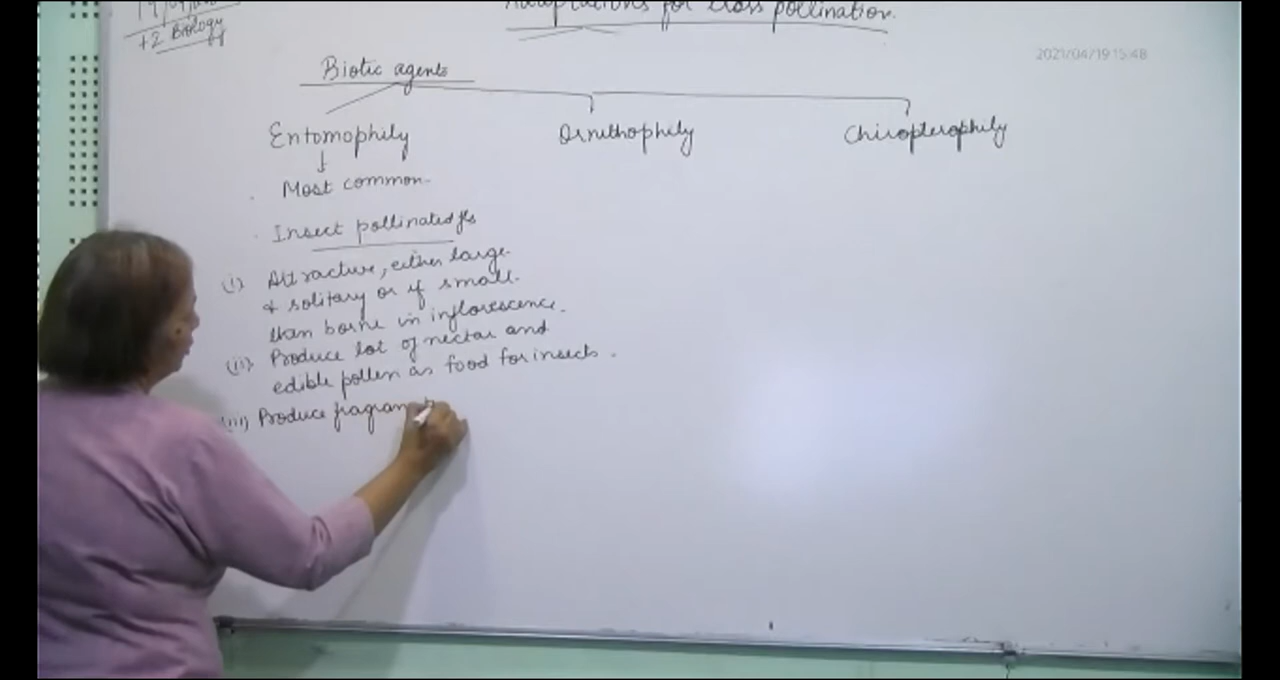 Adaptations for cross pollination.
+2 Biology
2021/04/19 15:48
Biotic agents
Entomophily Ornithophily Chiropterophily
Most common
Insect pollinated fls
(i) Attractive, either large
& solitary or if small
then borne in inflorescence.
(ii) Produce lot of nectar and
edible pollen as food for insects.
(iii) Produce